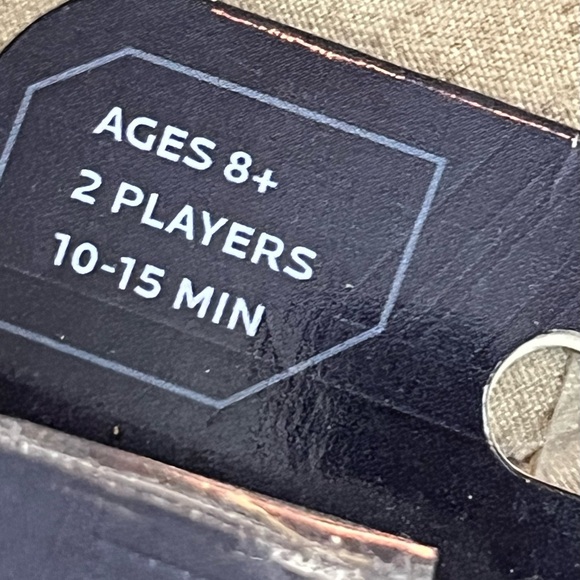 AGES 8+
2 PLAYERS
10-15 MIN